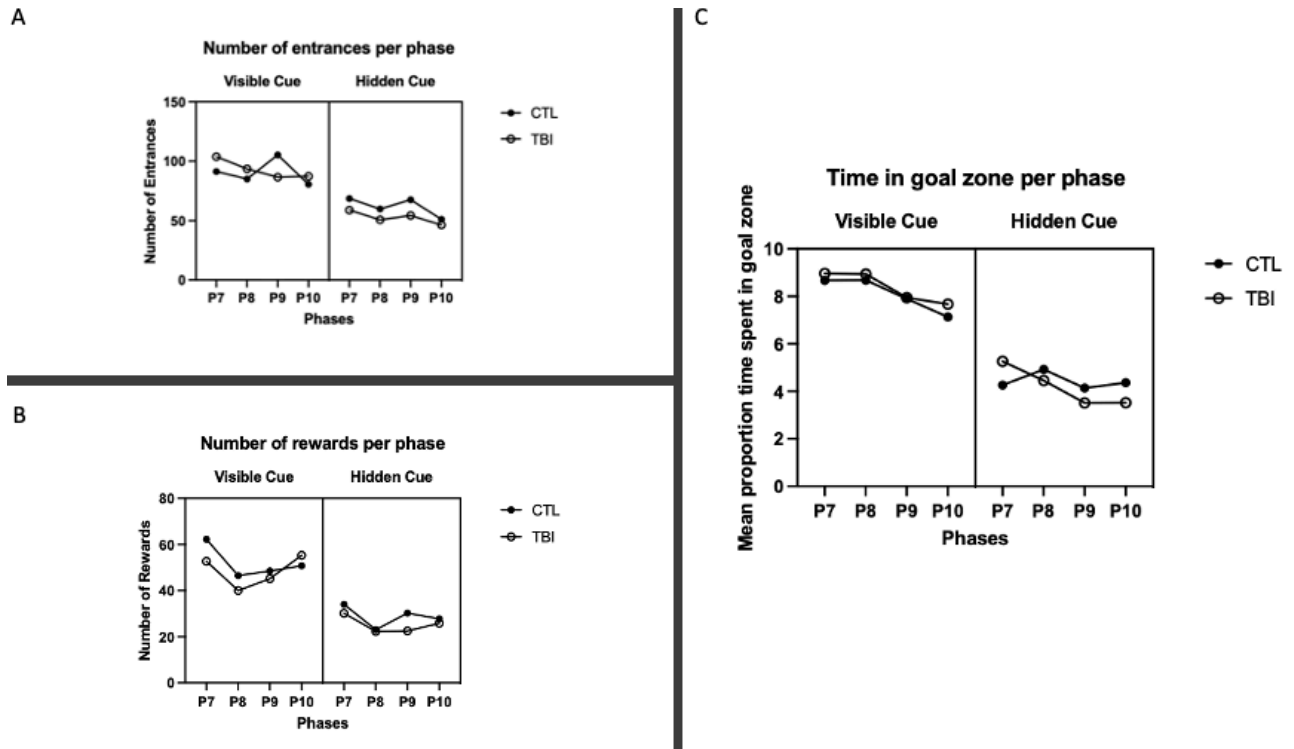 A
Number of entrances per phase
Visible Cue Hidden Cue
150
100
50
0
Number of Entrances
P7 P8 P9 P10 P7 P8 P9 P10
Phases
CTL
TBI
B
Number of rewards per phase
Visible Cue Hidden Cue
80
60
40
20
0
Number of Rewards
P7 P8 P9 P10 P7 P8 P9 P10
Phases
CTL
TBI
C
Time in goal zone per phase
Visible Cue Hidden Cue
10
8
6
4
2
0
Mean proportion time spent in goal zone
P7 P8 P9 P10 P7 P8 P9 P10
Phases
CTL
TBI